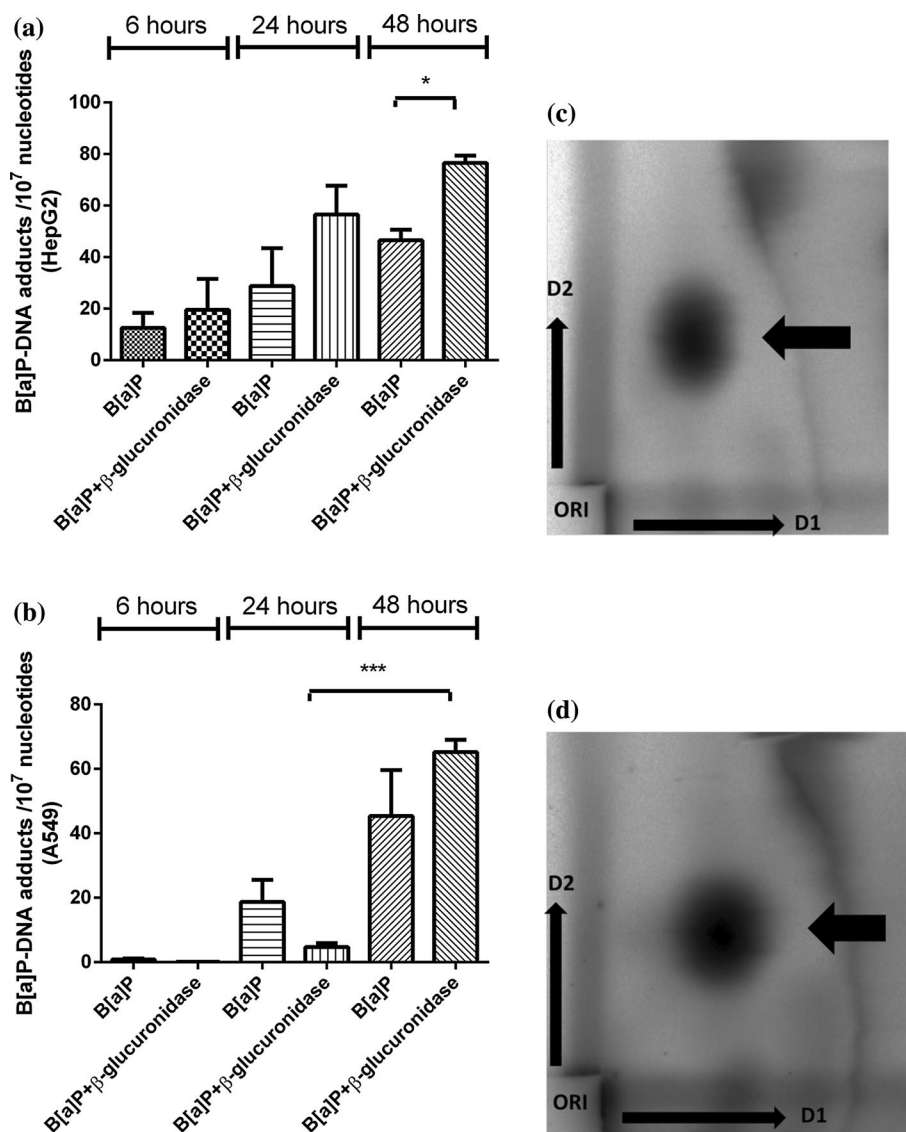 (a)
6 hours 24 hours 48 hours
*
B[a]P-DNA adducts /10⁷ nucleotides
(HepG2)
100
80
60
40
20
0
B[a]P
B[a]P+β-glucuronidase
B[a]P
B[a]P+β-glucuronidase
B[a]P
B[a]P+β-glucuronidase
(c)
D2
ORI
D1
(b)
6 hours 24 hours 48 hours
***
B[a]P-DNA adducts /10⁷ nucleotides
(A549)
80
60
40
20
0
B[a]P
B[a]P+β-glucuronidase
B[a]P
B[a]P+β-glucuronidase
B[a]P
B[a]P+β-glucuronidase
(d)
D2
ORI
D1